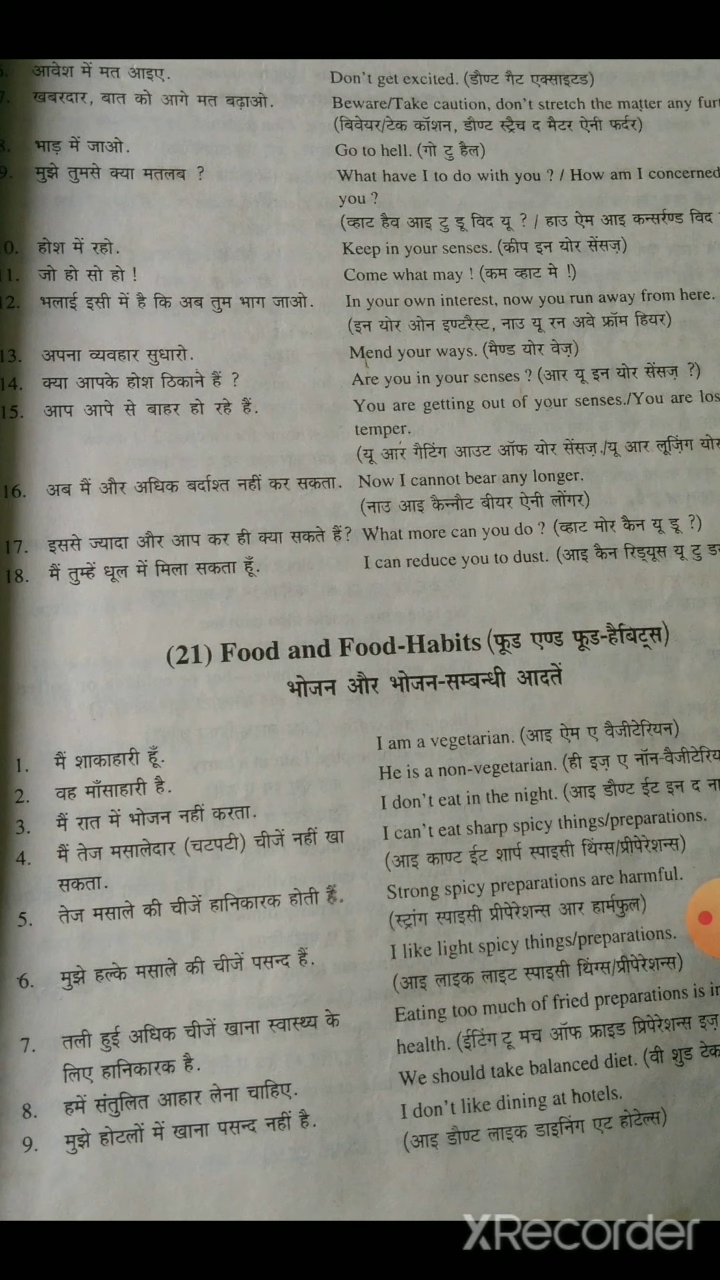 आवेश में मत आइए. Don't get excited. (डौण्ट गैट एक्साइटड)
7. खबरदार, बात को आगे मत बढ़ाओ. Beware/Take caution, don't stretch the matter any
(बिवेयर/टेक कॉशन, डौण्ट स्ट्रैच द मैटर ऐनी फर्दर)
भाड़ में जाओ. Go to hell. (गो टु हैल)
9. मुझे तुमसे क्या मतलब ? What have I to do with you ? / How am I concerned
you ?
(व्हाट हैव आइ टु डू विद यू ? / हाउ ऐम आइ कन्सर्रण्ड विद
होश में रहो. Keep in your senses. (कीप इन योर सेंसज़)
जो हो सो हो ! Come what may ! (कम व्हाट मे !)
12. भलाई इसी में है कि अब तुम भाग जाओ. In your own interest, now you run away from here.
(इन योर ओन इण्टरैस्ट, नाउ यू रन अवे फ्रॉम हियर)
13. अपना व्यवहार सुधारो. Mend your ways. (मैण्ड योर वेज़)
14. क्या आपके होश ठिकाने हैं ? Are you in your senses ? (आर यू इन योर सेंसज़ ?)
15. आप आपे से बाहर हो रहे हैं. You are getting out of your senses./You are
temper.
(यू आर गैटिंग आउट ऑफ योर सेंसज़./यू आर लूज़िंग योर
16. अब मैं और अधिक बर्दाश्त नहीं कर सकता. Now I cannot bear any longer.
(नाउ आइ कैन्नौट बीयर ऐनी लोंगर)
17. इससे ज्यादा और आप कर ही क्या सकते हैं? What more can you do ? (व्हाट मोर कैन यू डू ?)
18. मैं तुम्हें धूल में मिला सकता हूँ. I can reduce you to dust. (आइ कैन रिड्यूस यू टु
(21) Food and Food-Habits (फूड एण्ड फूड-हैबिट्स)
भोजन और भोजन-सम्बन्धी आदतें
1. मैं शाकाहारी हूँ. I am a vegetarian. (आइ ऐम ए वैजीटेरियन)
2. वह माँसाहारी है. He is a non-vegetarian. (ही इज़ ए नॉन-वैजीटेरिय
3. मैं रात में भोजन नहीं करता. I don't eat in the night. (आइ डौण्ट ईट इन द
4. मैं तेज मसालेदार (चटपटी) चीजें नहीं खा I can't eat sharp spicy things/preparations.
सकता. (आइ काण्ट ईट शार्प स्पाइसी थिंग्स/प्रीपेरेशन्स)
5. तेज मसाले की चीजें हानिकारक होती हैं. Strong spicy preparations are harmful.
(स्ट्रांग स्पाइसी प्रीपेरेशन्स आर हार्मफुल)
6. मुझे हल्के मसाले की चीजें पसन्द हैं. I like light spicy things/preparations.
(आइ लाइक लाइट स्पाइसी थिंग्स/प्रीपेरेशन्स)
7. तली हुई अधिक चीजें खाना स्वास्थ्य के Eating too much of fried preparations is
लिए हानिकारक है. health. (ईटिंग टू मच ऑफ फ्राइड प्रिपेरेशन्स इज़
8. हमें संतुलित आहार लेना चाहिए. We should take balanced diet. (वी शुड टेक
9. मुझे होटलों में खाना पसन्द नहीं है. I don't like dining at hotels.
(आइ डौण्ट लाइक डाइनिंग एट होटेल्स)
XRecorder